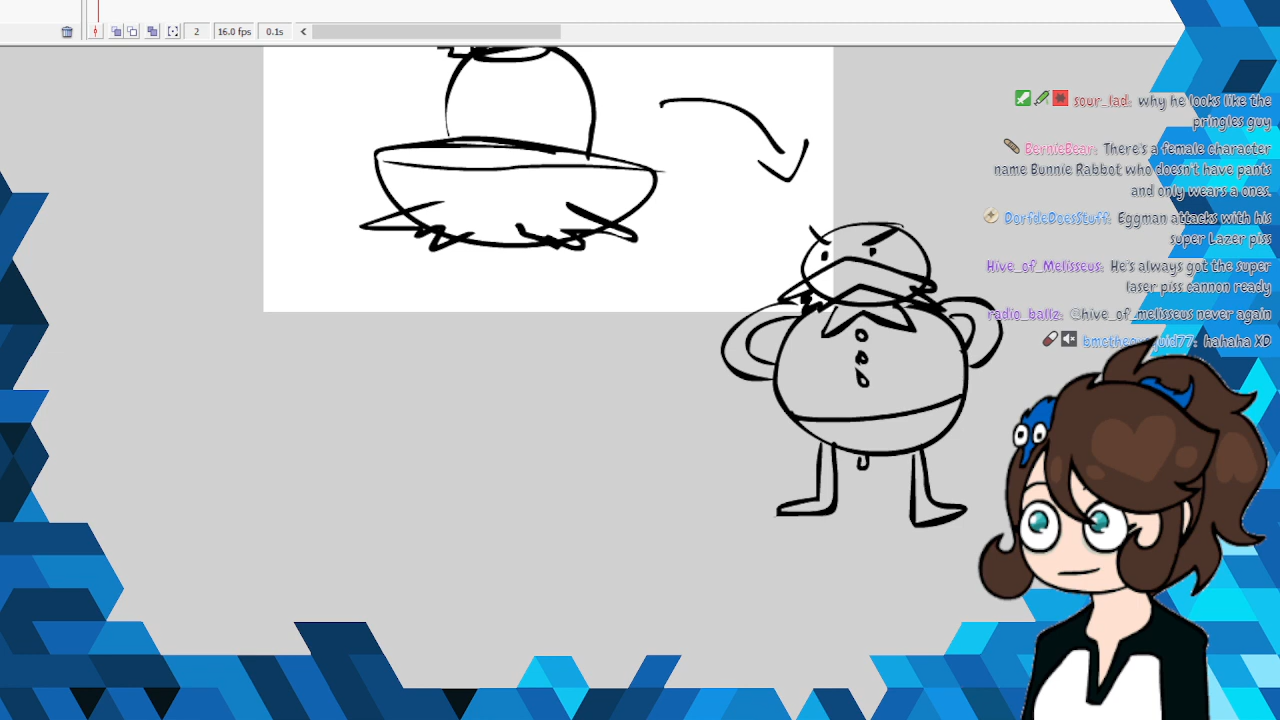 2 16.0 fps 0.1s
sour_lad: why he looks like the
pringles guy
BernieBear: There's a female character
name Bunnie Rabbot who doesn't have pants
and only wears a ones.
DorfdeDoesStuff: Eggman attacks with his
super Lazer piss
Hive_of_Melisseus: He's always got the super
laser piss cannon ready
radio_ballz: @hive_of_melisseus never again
hahaha XD